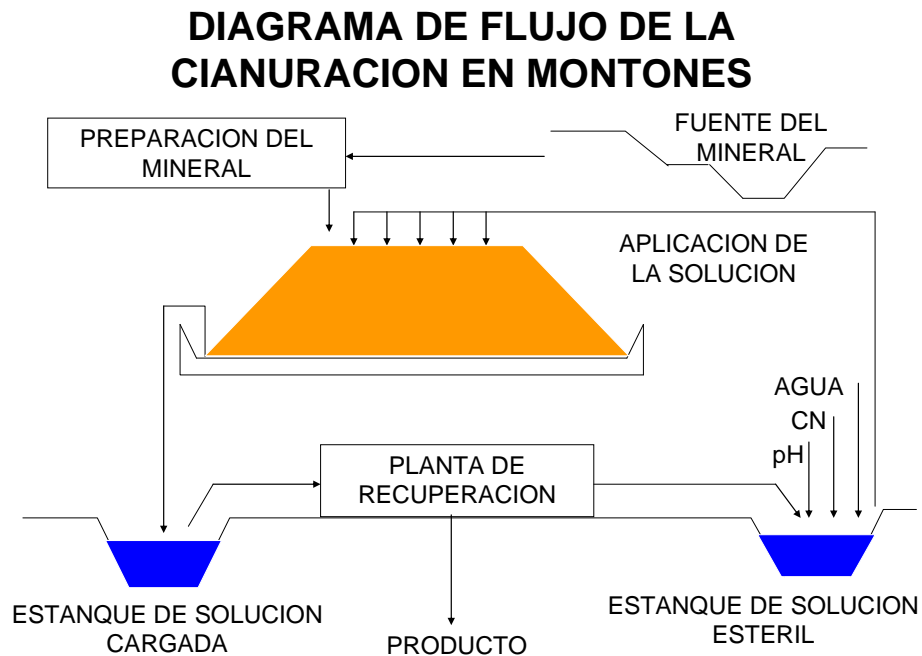 DIAGRAMA DE FLUJO DE LA
CIANURACION EN MONTONES
PREPARACION DEL
MINERAL
FUENTE DEL
MINERAL
APLICACION DE
LA SOLUCION
AGUA
CN
pH
PLANTA DE
RECUPERACION
ESTANQUE DE SOLUCION
CARGADA
PRODUCTO
ESTANQUE DE SOLUCION
ESTERIL